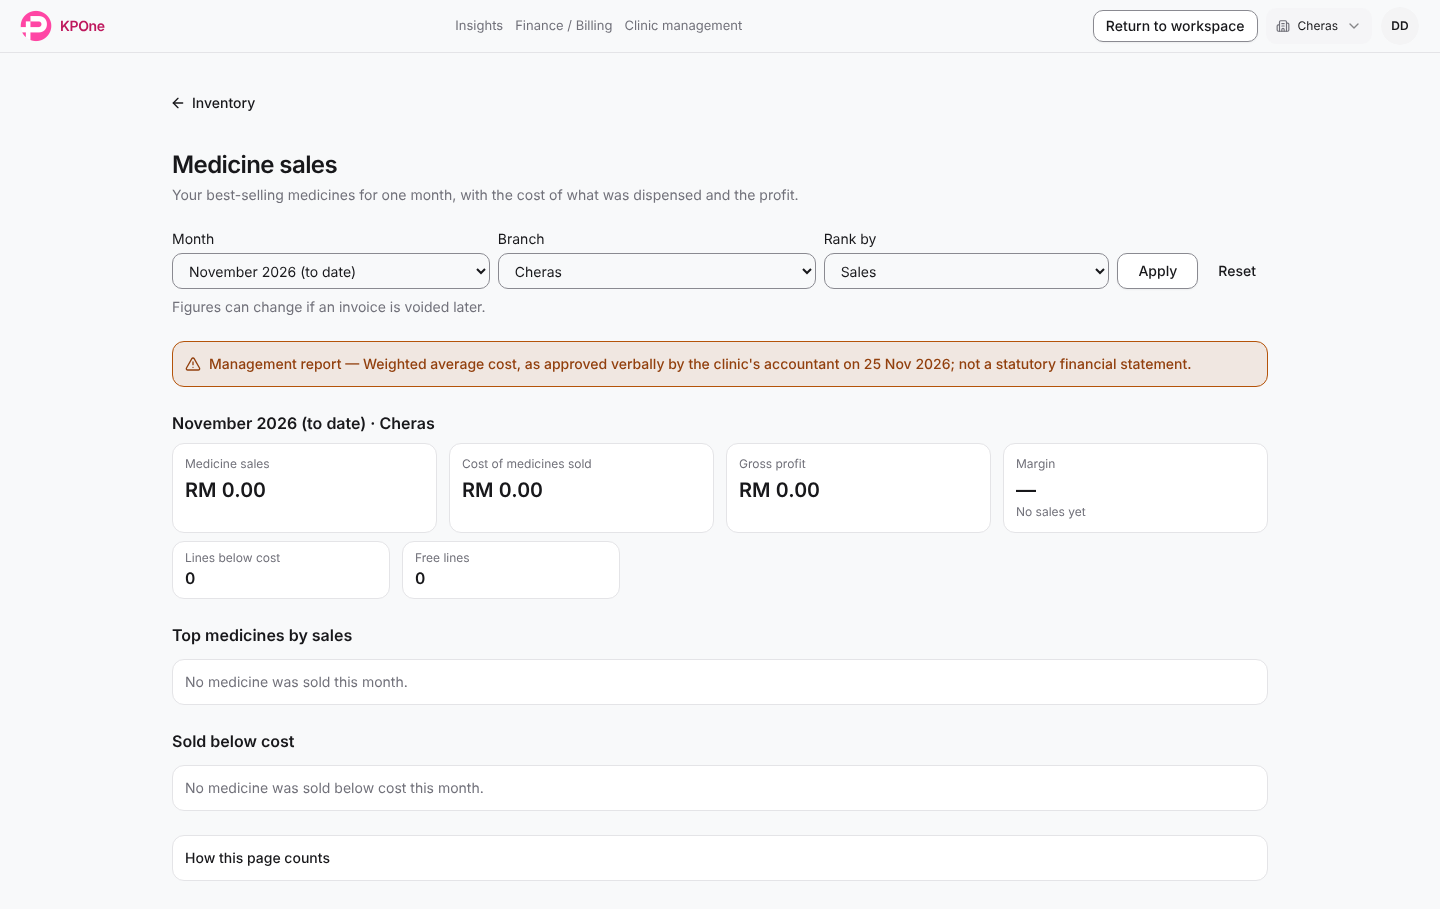 KPOne
Insights
Finance / Billing
Clinic management
Return to workspace
Cheras
DD
Inventory
Medicine sales
Your best-selling medicines for one month, with the cost of what was dispensed and the profit.
Month
Branch
Rank by
November 2026 (to date)
Cheras
Sales
Apply
Reset
Figures can change if an invoice is voided later.
Management report — Weighted average cost, as approved verbally by the clinic's accountant on 25 Nov 2026; not a statutory financial statement.
November 2026 (to date) · Cheras
Medicine sales
RM 0.00
Cost of medicines sold
RM 0.00
Gross profit
RM 0.00
Margin
—
No sales yet
Lines below cost
0
Free lines
0
Top medicines by sales
No medicine was sold this month.
Sold below cost
No medicine was sold below cost this month.
How this page counts